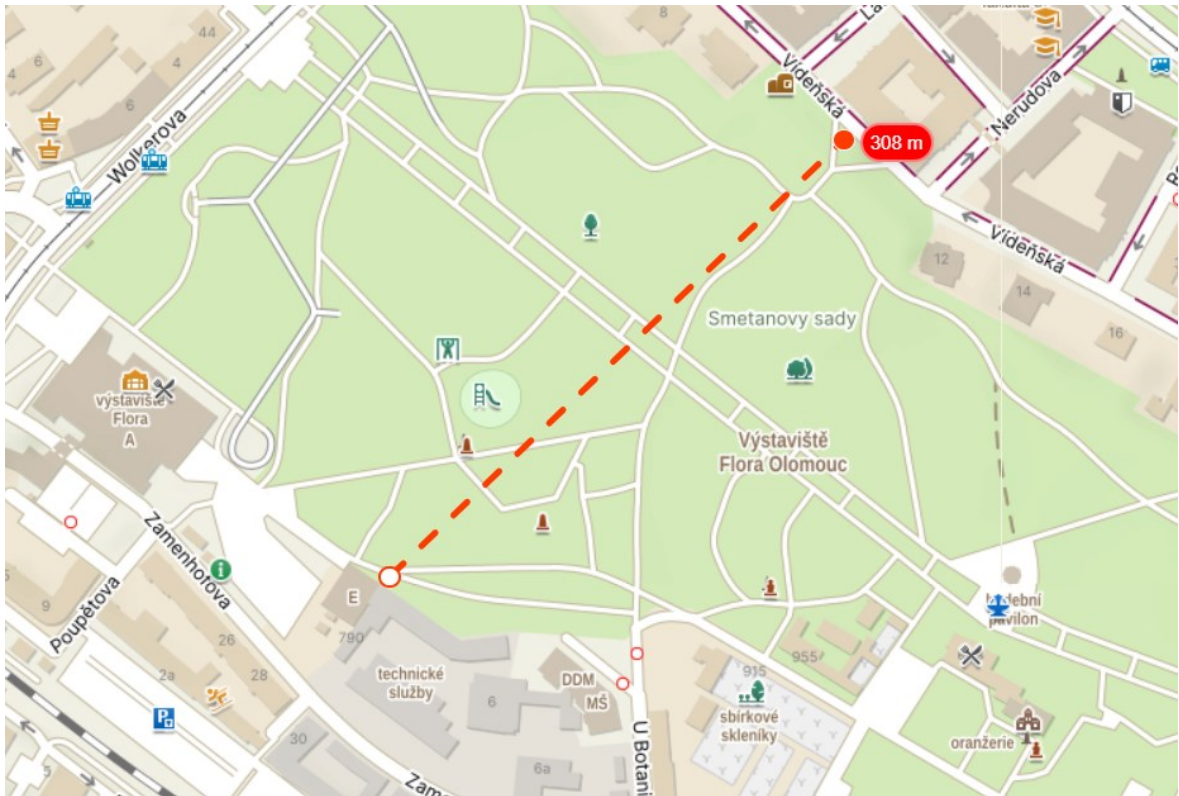 44
8
4
6
4
6
Vídeňská
Nerudova
308 m
Wolkerova
Vídeňská
12
14
16
Smetanovy sady
výstaviště
Flora
A
Výstaviště
Flora Olomouc
Zamenhofova
E
9
Poupětova
26
790
2a
28
technické
služby
DDM
MŠ
6
915
955
sbírkové
skleníky
pavilon
oranžerie
30
6a
5
U Botani
Zam